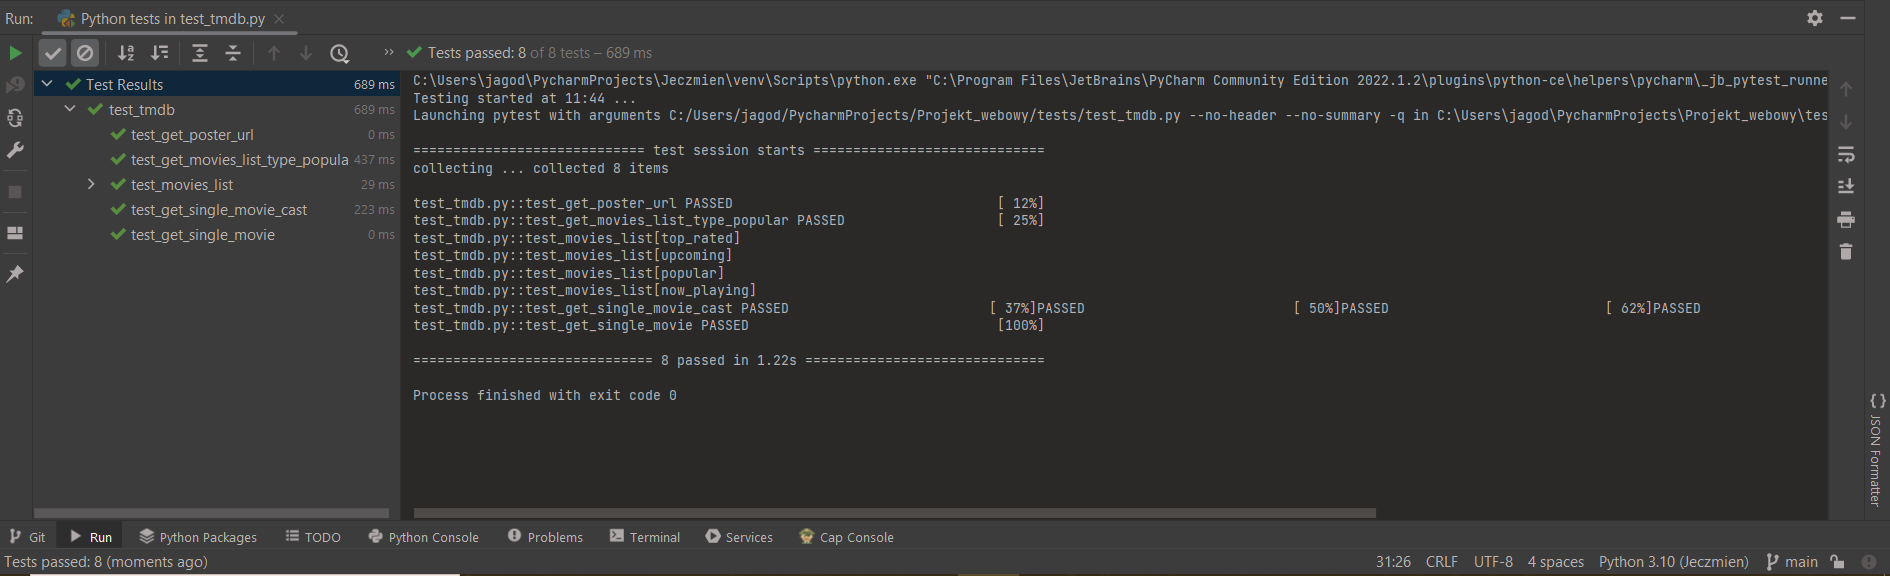 Run: Python tests in test_tmdb.py
Tests passed: 8 of 8 tests – 689 ms
Test Results 689 ms
test_tmdb 689 ms
test_get_poster_url 0 ms
test_get_movies_list_type_popula 437 ms
test_movies_list 29 ms
test_get_single_movie_cast 223 ms
test_get_single_movie 0 ms
C:\Users\jagod\PycharmProjects\Jeczmien\venv\Scripts\python.exe "C:\Program Files\JetBrains\PyCharm Community Edition 2022.1.2\plugins\python-ce\helpers\pycharm\_jb_pytest_runne
Testing started at 11:44 ...
Launching pytest with arguments C:/Users/jagod/PycharmProjects/Projekt_webowy/tests/test_tmdb.py --no-header --no-summary -q in C:\Users\jagod\PycharmProjects\Projekt_webowy\tes
============================= test session starts =============================
collecting ... collected 8 items
test_tmdb.py::test_get_poster_url PASSED [ 12%]
test_tmdb.py::test_get_movies_list_type_popular PASSED [ 25%]
test_tmdb.py::test_movies_list[top_rated]
test_tmdb.py::test_movies_list[upcoming]
test_tmdb.py::test_movies_list[popular]
test_tmdb.py::test_movies_list[now_playing]
test_tmdb.py::test_get_single_movie_cast PASSED [ 37%]PASSED [ 50%]PASSED [ 62%]PASSED
test_tmdb.py::test_get_single_movie PASSED [100%]
============================== 8 passed in 1.22s ==============================
Process finished with exit code 0
{} JSON Formatter
Git Run Python Packages TODO Python Console Problems Terminal Services Cap Console
Tests passed: 8 (moments ago) 31:26 CRLF UTF-8 4 spaces Python 3.10 (Jeczmien) main